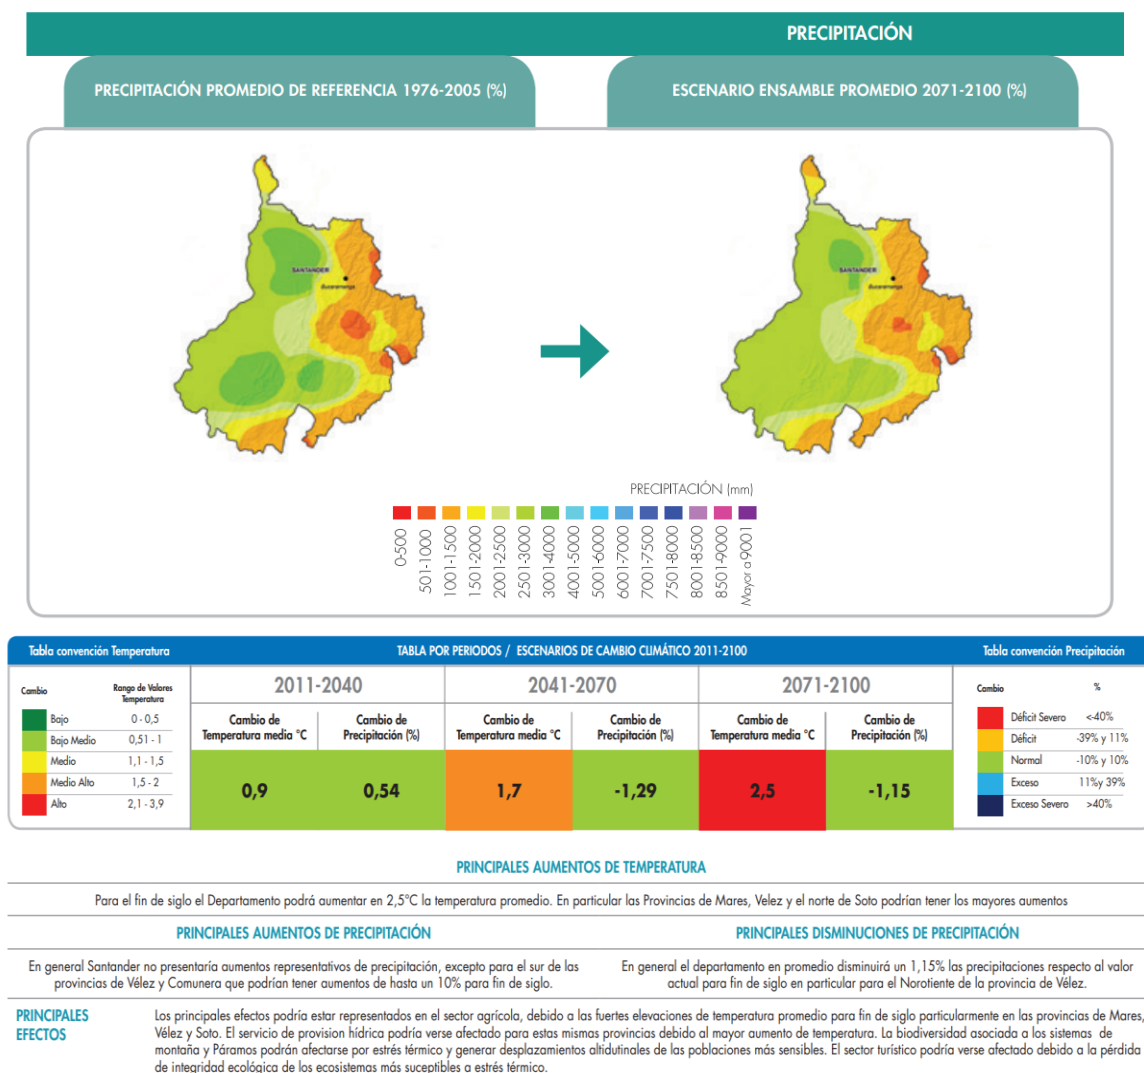 PRECIPITACIÓN
PRECIPITACIÓN PROMEDIO DE REFERENCIA 1976-2005 (%)
ESCENARIO ENSAMBLE PROMEDIO 2071-2100 (%)
SANTANDER
Bucaramanga
SANTANDER
Bucaramanga
PRECIPITACIÓN (mm)
0-500
501-1000
1001-1500
1501-2000
2001-2500
2501-3000
3001-4000
4001-5000
5001-6000
6001-7000
7001-7500
7501-8000
8001-8500
8501-9000
Mayor a 9001
Tabla convención Temperatura
TABLA POR PERIODOS / ESCENARIOS DE CAMBIO CLIMÁTICO 2011-2100
Tabla convención Precipitación
Cambio
Rango de Valores
Temperatura
Bajo 0 - 0,5
Bajo Medio 0,51 - 1
Medio 1,1 - 1,5
Medio Alto 1,5 - 2
Alto 2,1 - 3,9
2011-2040
2041-2070
2071-2100
Cambio de
Temperatura media °C
Cambio de
Precipitación (%)
Cambio de
Temperatura media °C
Cambio de
Precipitación (%)
Cambio de
Temperatura media °C
Cambio de
Precipitación (%)
0,9
0,54
1,7
-1,29
2,5
-1,15
Cambio %
Déficit Severo <-40%
Déficit -39% y 11%
Normal -10% y 10%
Exceso 11%y 39%
Exceso Severo >40%
PRINCIPALES AUMENTOS DE TEMPERATURA
Para el fin de siglo el Departamento podrá aumentar en 2,5°C la temperatura promedio. En particular las Provincias de Mares, Velez y el norte de Soto podrían tener los mayores aumentos
PRINCIPALES AUMENTOS DE PRECIPITACIÓN
En general Santander no presentaría aumentos representativos de precipitación, excepto para el sur de las
provincias de Vélez y Comunera que podrían tener aumentos de hasta un 10% para fin de siglo.
PRINCIPALES DISMINUCIONES DE PRECIPITACIÓN
En general el departamento en promedio disminuirá un 1,15% las precipitaciones respecto al valor
actual para fin de siglo en particular para el Norotiente de la provincia de Vélez.
PRINCIPALES
EFECTOS
Los principales efectos podría estar representados en el sector agrícola, debido a las fuertes elevaciones de temperatura promedio para fin de siglo particularmente en las provincias de Mares,
Vélez y Soto. El servicio de provision hídrica podría verse afectado para estas mismas provincias debido al mayor aumento de temperatura. La biodiversidad asociada a los sistemas de
montaña y Páramos podrán afectarse por estrés térmico y generar desplazamientos altidutinales de las poblaciones más sensibles. El sector turístico podría verse afectado debido a la pérdida
de integridad ecológica de los ecosistemas más suceptibles a estrés térmico.